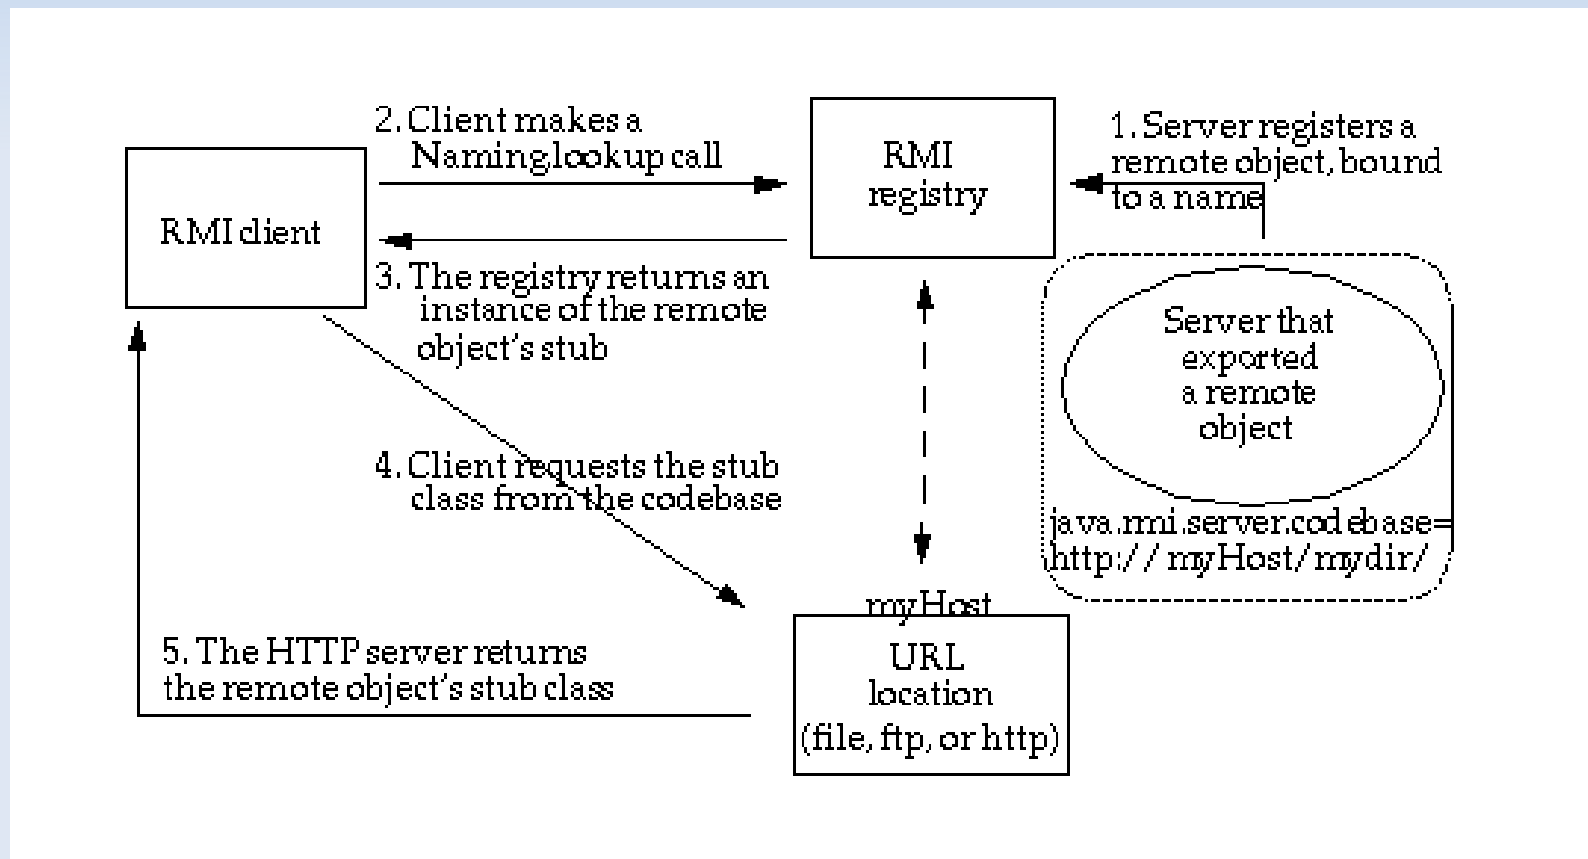 2. Client makes a
Naming.lookup call
RMI
registry
1. Server registers a
remote object, bound
to a name
RMI client
3. The registry returns an
instance of the remote
object's stub
Server that
exported
a remote
object
4. Client requests the stub
class from the codebase
java.rmi.server.codebase=
http://myHost/mydir/
myHost
URL
location
(file, ftp, or http)
5. The HTTP server returns
the remote object's stub class